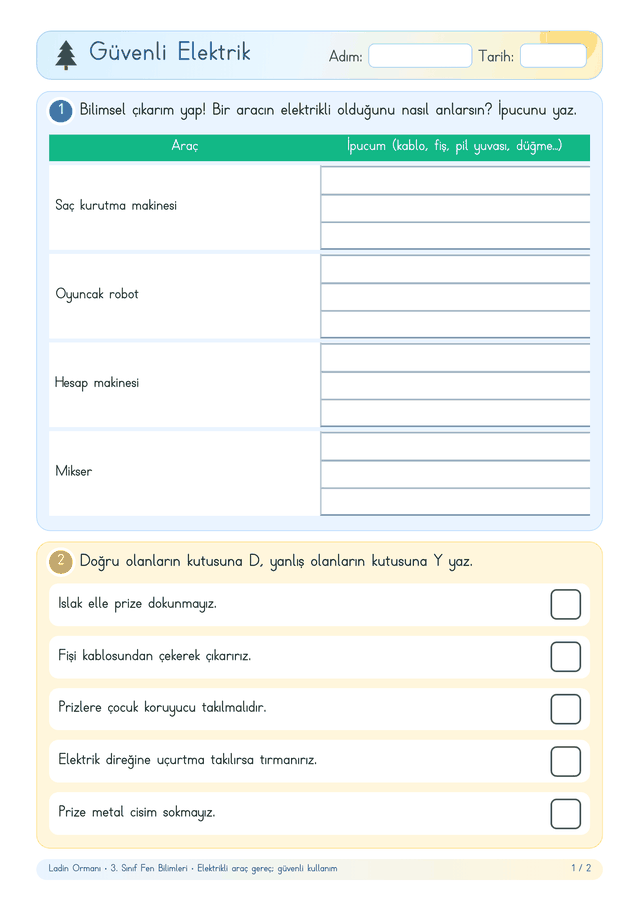 Güvenli Elektrik
Adım:
Tarih:
1 Bilimsel çıkarım yap! Bir aracın elektrikli olduğunu nasıl anlarsın? İpucunu yaz.
Araç
İpucum (kablo, fiş, pil yuvası, düğme...)
Saç kurutma makinesi
Oyuncak robot
Hesap makinesi
Mikser
2 Doğru olanların kutusuna D, yanlış olanların kutusuna Y yaz.
Islak elle prize dokunmayız.
Fişi kablosundan çekerek çıkarırız.
Prizlere çocuk koruyucu takılmalıdır.
Elektrik direğine uçurtma takılırsa tırmanırız.
Prize metal cisim sokmayız.
Ladin Ormanı • 3. Sınıf Fen Bilimleri • Elektrikli araç gereç; güvenli kullanım
1 / 2